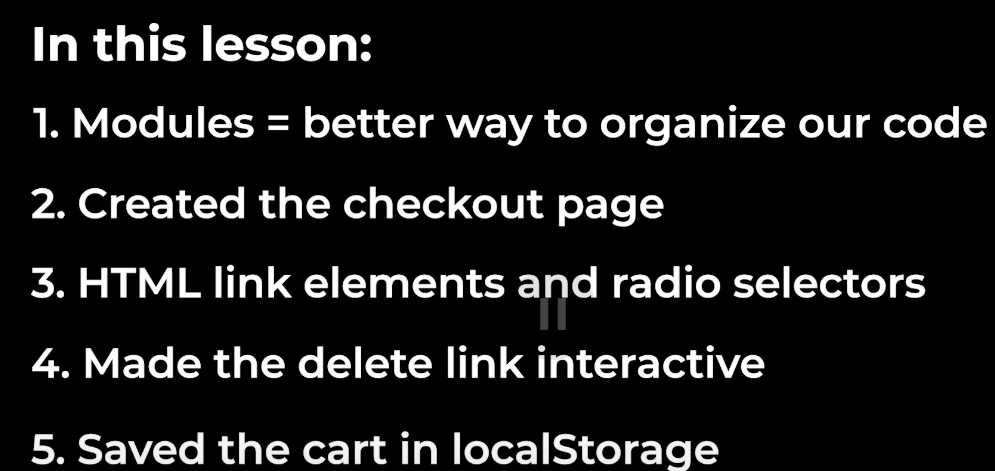 In this lesson:
1. Modules = better way to organize our code
2. Created the checkout page
3. HTML link elements and radio selectors
4. Made the delete link interactive
5. Saved the cart in localStorage